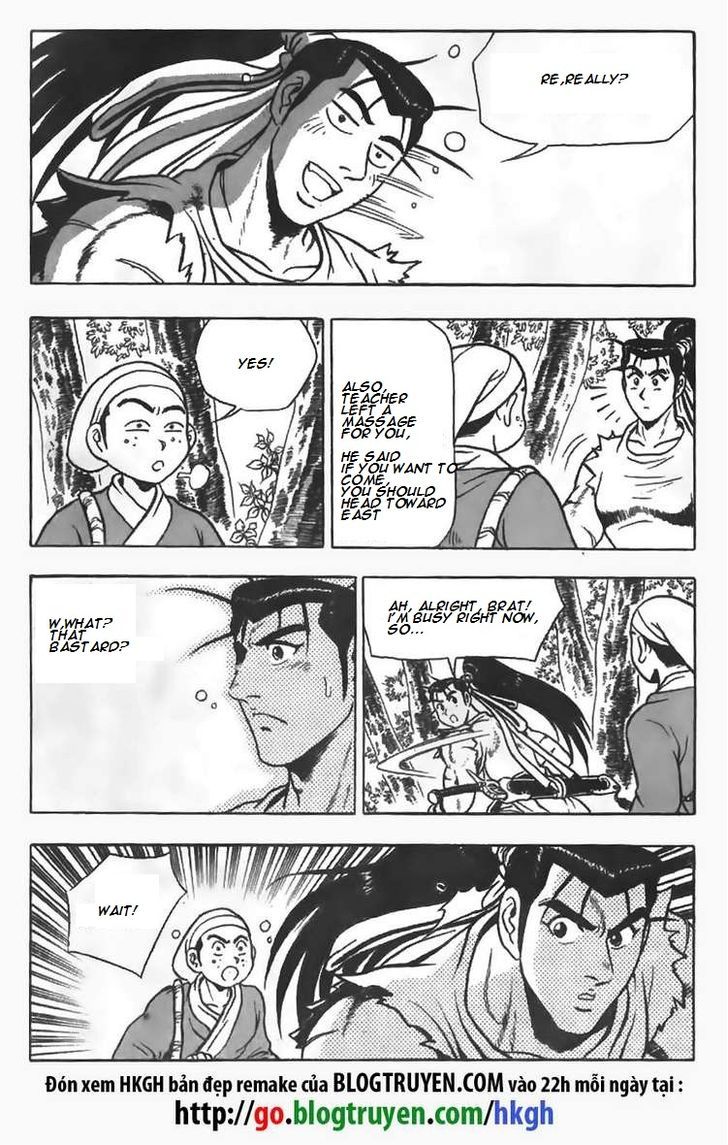 RE,REALLY?
YES!
ALSO,
TEACHER
LEFT A
MASSAGE
FOR YOU,
HE SAID
IF YOU WANT TO
COME,
YOU SHOULD
HEAD TOWARD
EAST
W,WHAT?
THAT
BASTARD?
AH, ALRIGHT, BRAT!
I'M BUSY RIGHT NOW,
SO...
WAIT!
Đón xem HKGH bản đẹp remake của BLOGTRUYEN.COM vào 22h mỗi ngày tại :
http://go.blogtruyen.com/hkgh